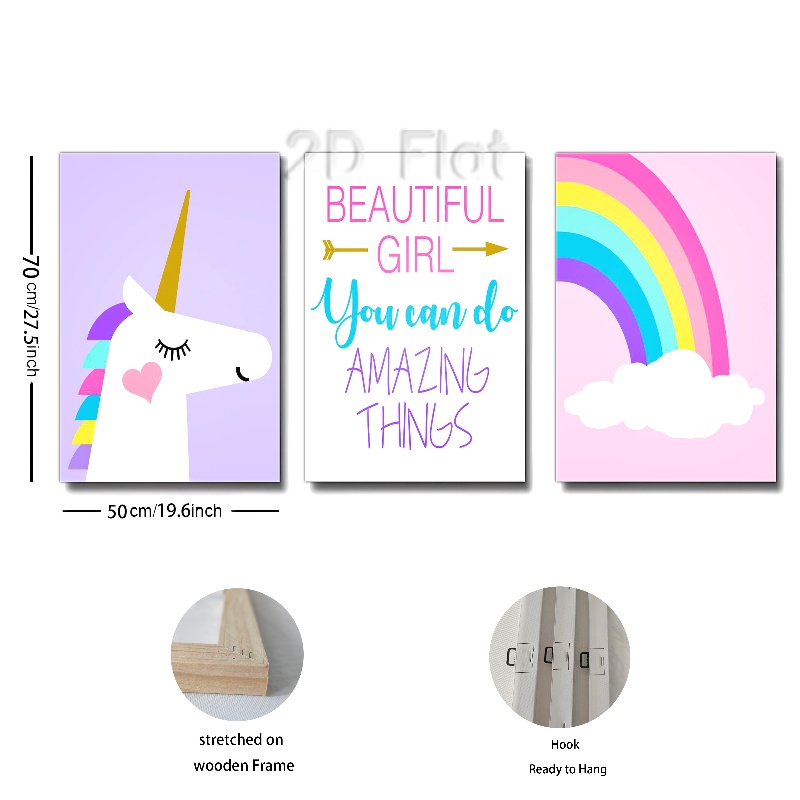 2D Flat
BEAUTIFUL
GIRL
You can do
AMAZING
THINGS
70 cm/27.5inch
50 cm/19.6inch
stretched on
wooden Frame
Hook
Ready to Hang